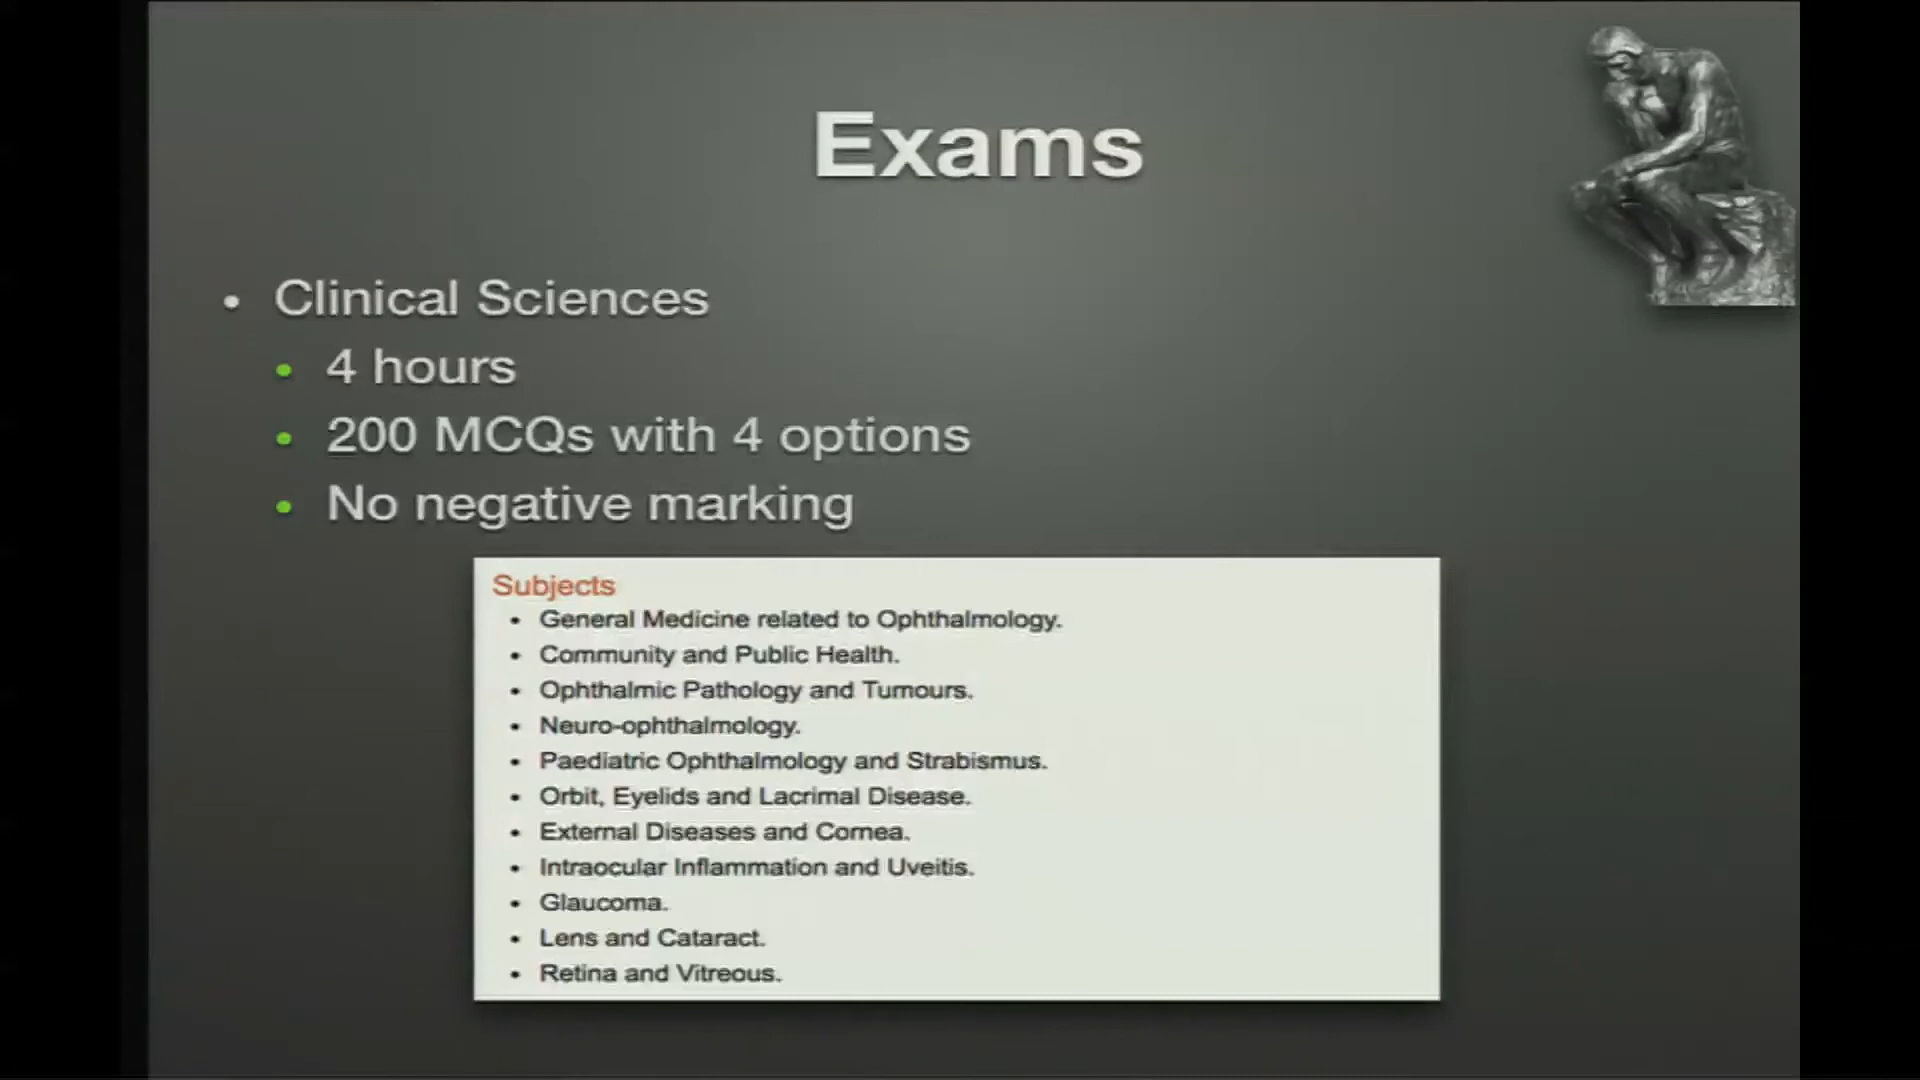 Exams
• Clinical Sciences
• 4 hours
• 200 MCQs with 4 options
• No negative marking
Subjects
• General Medicine related to Ophthalmology.
• Community and Public Health.
• Ophthalmic Pathology and Tumours.
• Neuro-ophthalmology.
• Paediatric Ophthalmology and Strabismus.
• Orbit, Eyelids and Lacrimal Disease.
• External Diseases and Cornea.
• Intraocular Inflammation and Uveitis.
• Glaucoma.
• Lens and Cataract.
• Retina and Vitreous.